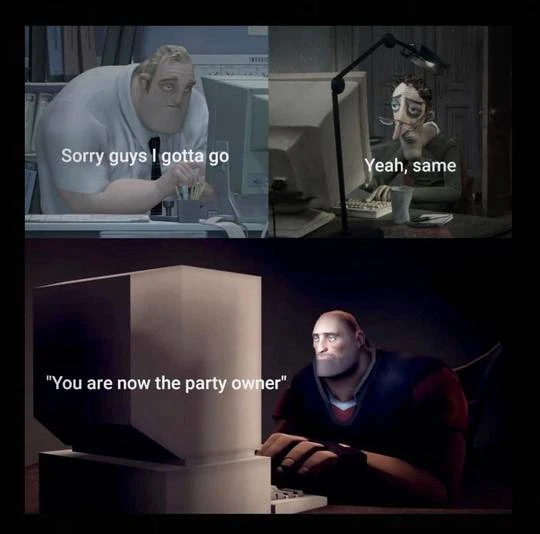 Sorry guys I gotta go
Yeah, same
"You are now the party owner"